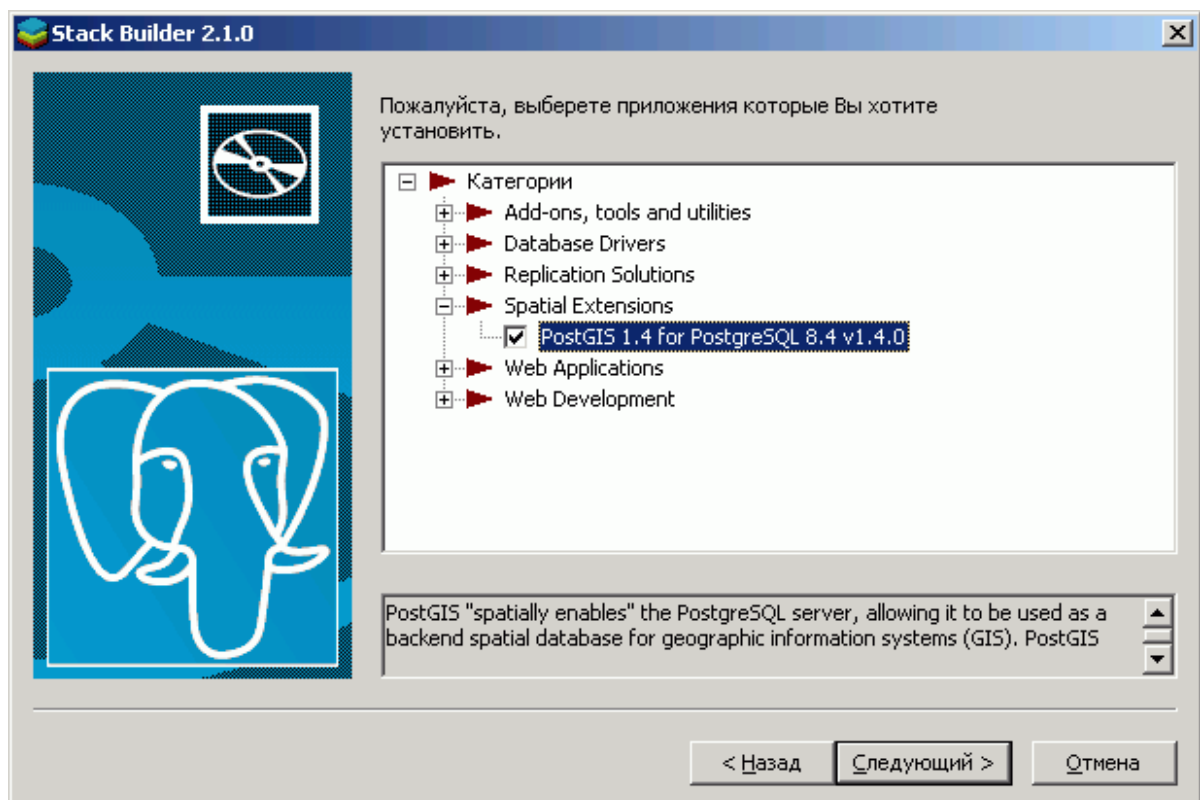 Stack Builder 2.1.0
Пожалуйста, выберете приложения которые Вы хотите
установить.
Категории
Add-ons, tools and utilities
Database Drivers
Replication Solutions
Spatial Extensions
PostGIS 1.4 for PostgreSQL 8.4 v1.4.0
Web Applications
Web Development
PostGIS "spatially enables" the PostgreSQL server, allowing it to be used as a
backend spatial database for geographic information systems (GIS). PostGIS
< Назад
Следующий >
Отмена